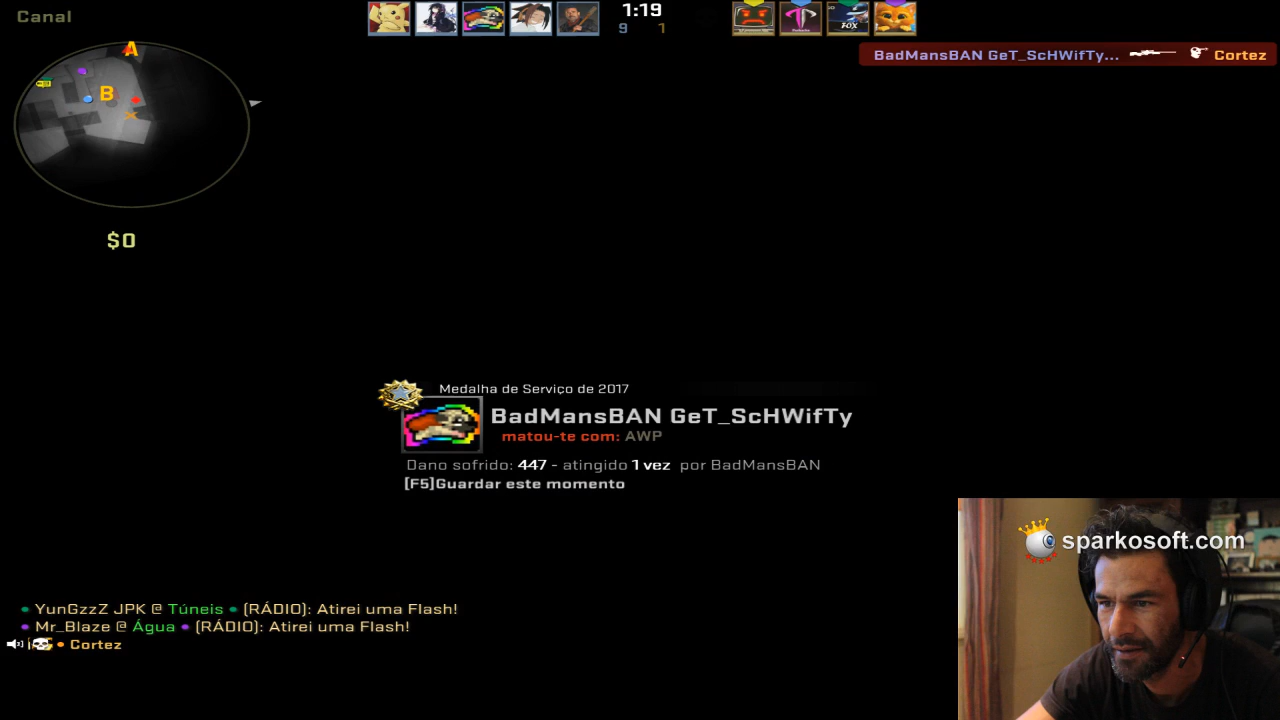 Canal
1:19
9 1
BadMansBAN GeT_ScHWifTy... Cortez
A
B
$0
Medalha de Serviço de 2017
BadMansBAN GeT_ScHWifTy
matou-te com: AWP
Dano sofrido: 447 - atingido 1 vez por BadMansBAN
[F5]Guardar este momento
sparkosoft.com
YunGzzZ JPK @ Túneis (RÁDIO): Atirei uma Flash!
Mr_Blaze @ Água (RÁDIO): Atirei uma Flash!
Cortez